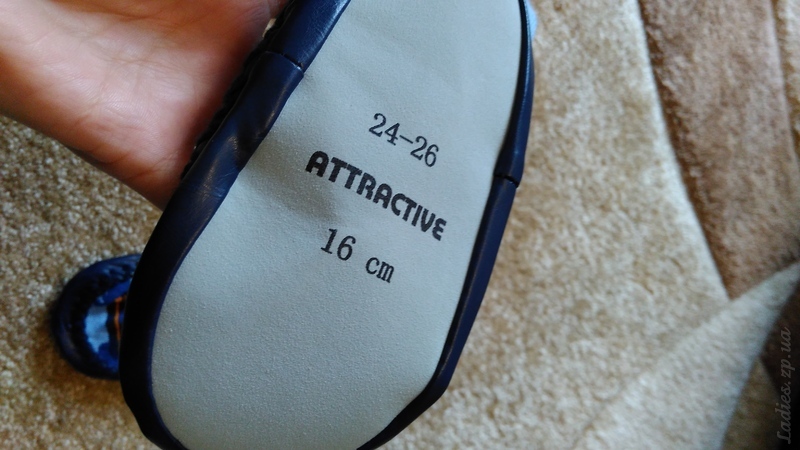 24-26
ATTRACTIVE
16 cm
Ladies.zp.ua